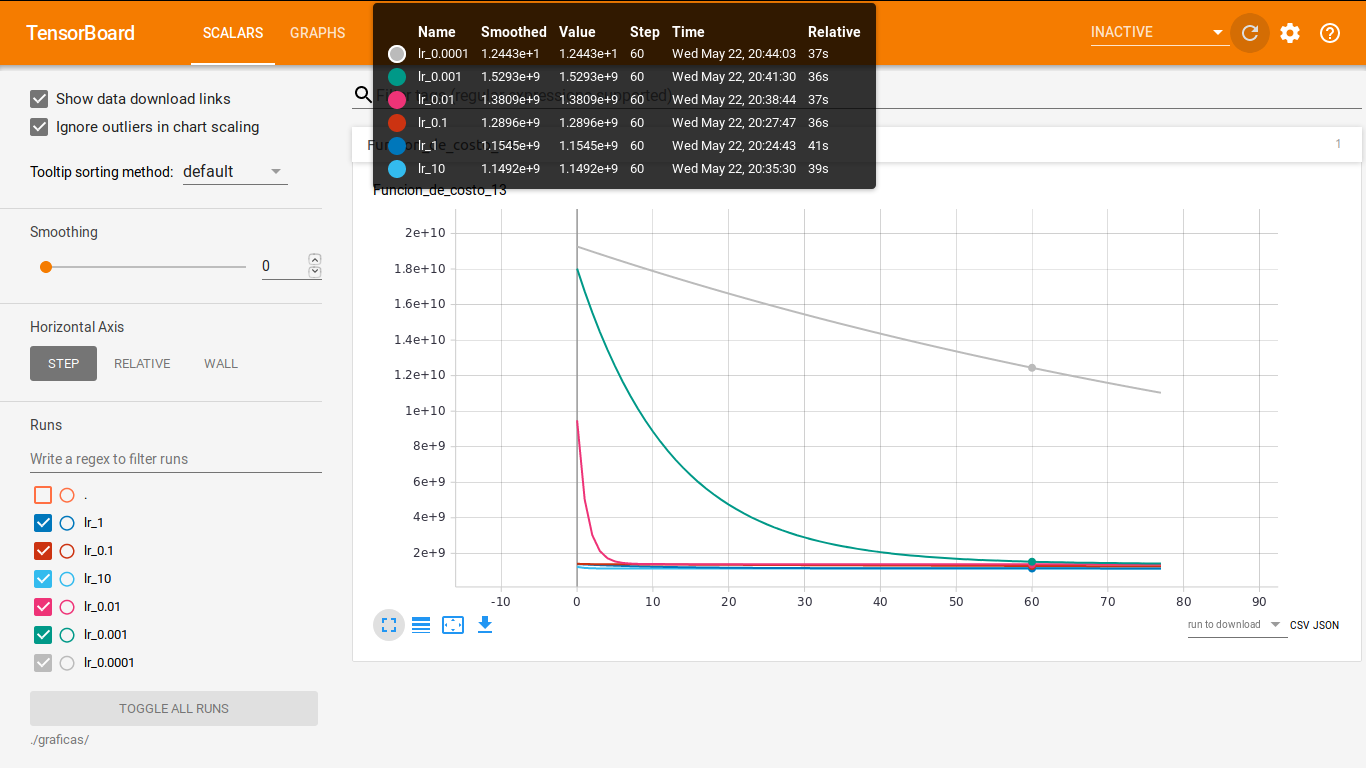 TensorBoard SCALARS GRAPHS INACTIVE
Name Smoothed Value Step Time Relative
lr_0.0001 1.2443e+1 1.2443e+1 60 Wed May 22, 20:44:03 37s
lr_0.001 1.5293e+9 1.5293e+9 60 Wed May 22, 20:41:30 36s
lr_0.01 1.3809e+9 1.3809e+9 60 Wed May 22, 20:38:44 37s
lr_0.1 1.2896e+9 1.2896e+9 60 Wed May 22, 20:27:47 36s
lr_1 1.1545e+9 1.1545e+9 60 Wed May 22, 20:24:43 41s
lr_10 1.1492e+9 1.1492e+9 60 Wed May 22, 20:35:30 39s
Show data download links
Ignore outliers in chart scaling
Tooltip sorting method: default
Smoothing
0
Horizontal Axis
STEP RELATIVE WALL
Runs
Write a regex to filter runs
.
lr_1
lr_0.1
lr_10
lr_0.01
lr_0.001
lr_0.0001
TOGGLE ALL RUNS
./graficas/
Filter tags (regular expressions supported)
Funcion_de_costo 1
Funcion_de_costo_13
2e+10
1.8e+10
1.6e+10
1.4e+10
1.2e+10
1e+10
8e+9
6e+9
4e+9
2e+9
-10 0 10 20 30 40 50 60 70 80 90
run to download CSV JSON